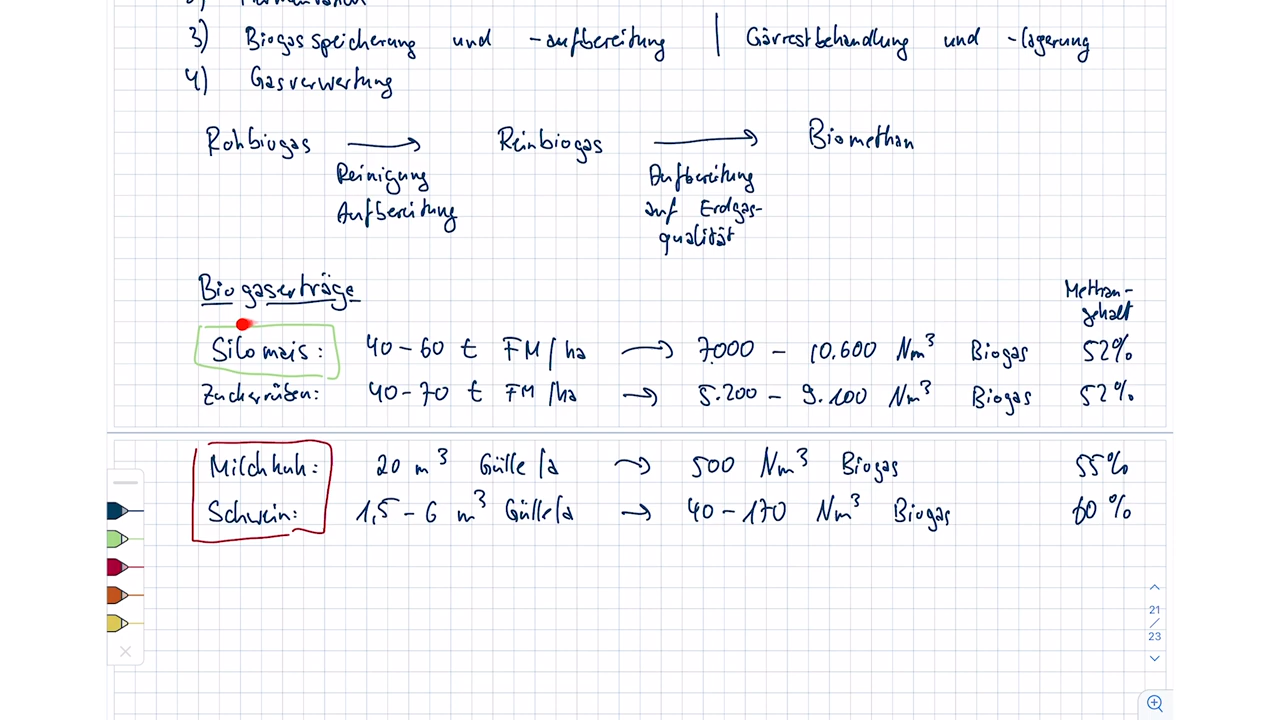 3) Biogasspeicherung und -aufbereitung | Gärrestbehandlung und -lagerung
4) Gasverwertung
Rohbiogas → Reinbiogas → Biomethan
Reinigung Aufbereitung
Aufbereitung auf Erdgas-
qualität
Biogaserträge
Methan-
gehalt
Silomais: 40-60 t FM/ha → 7.000 - 10.600 Nm³ Biogas 52%
Zuckerrüben: 40-70 t FM/ha → 5.200 - 9.100 Nm³ Biogas 52%
Milchkuh: 20 m³ Gülle/a → 500 Nm³ Biogas 55%
Schwein: 1,5-6 m³ Gülle/a → 40-170 Nm³ Biogas 60%
21
/
23